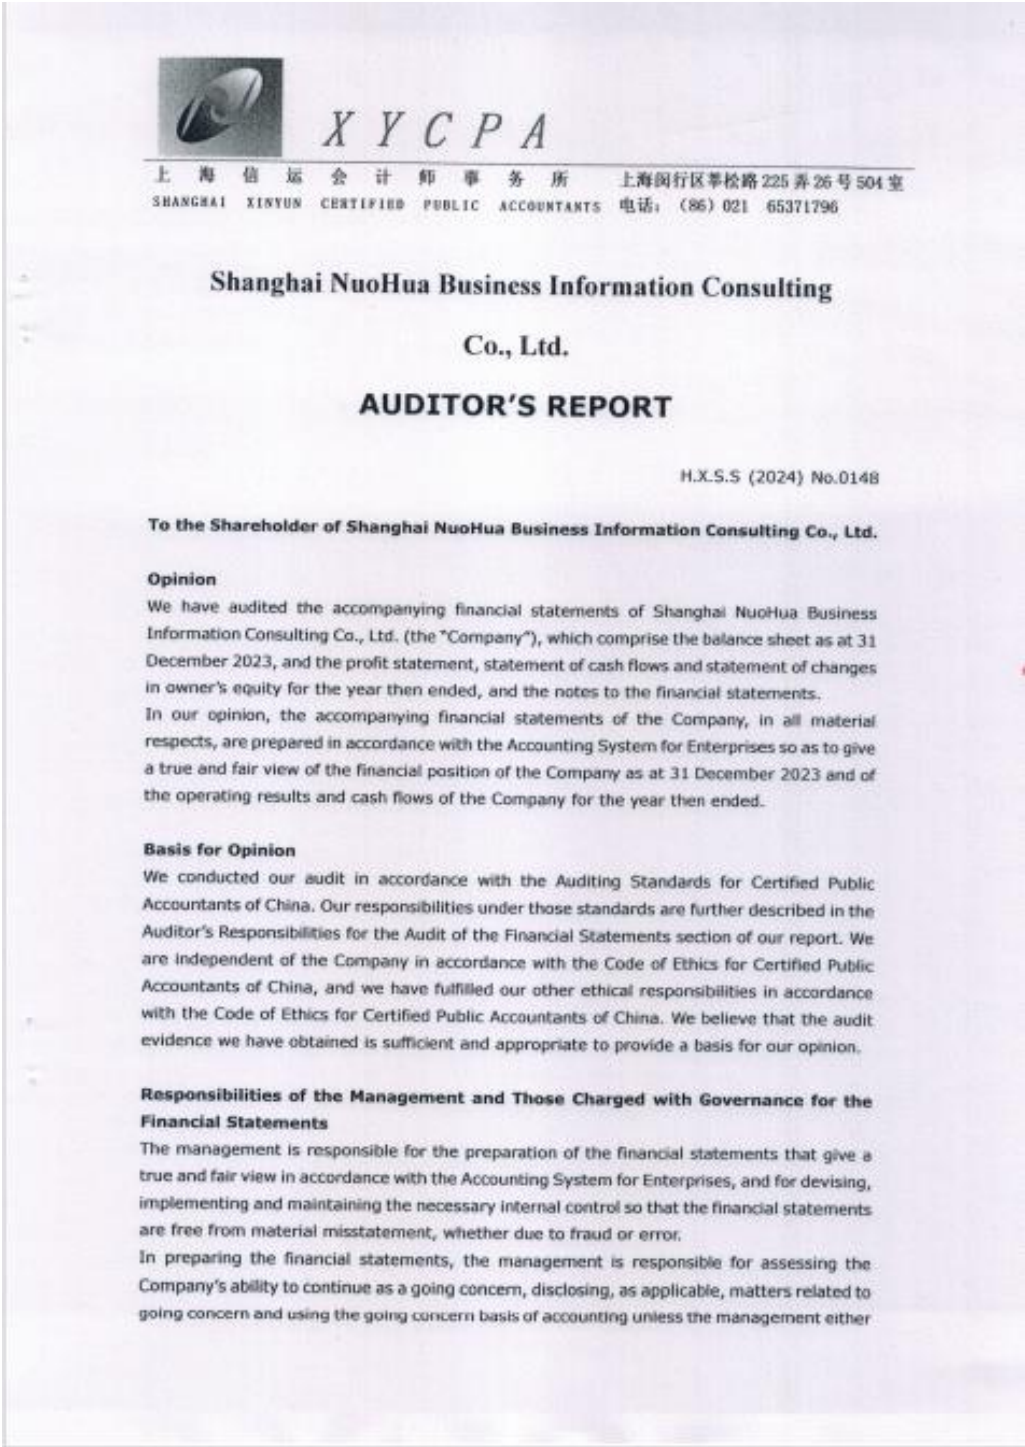 X Y C P A
上 海 信 运 会 计 师 事 务 所 上海闵行区莘松路 225 弄 26 号 504 室
SHANGHAI XINYUN CERTIFIED PUBLIC ACCOUNTANTS 电话: (86) 021 65371796
Shanghai NuoHua Business Information Consulting
Co., Ltd.
AUDITOR'S REPORT
H.X.S.S (2024) No.0148
To the Shareholder of Shanghai NuoHua Business Information Consulting Co., Ltd.
Opinion
We have audited the accompanying financial statements of Shanghai NuoHua Business
Information Consulting Co., Ltd. (the "Company"), which comprise the balance sheet as at 31
December 2023, and the profit statement, statement of cash flows and statement of changes
in owner's equity for the year then ended, and the notes to the financial statements.
In our opinion, the accompanying financial statements of the Company, in all material
respects, are prepared in accordance with the Accounting System for Enterprises so as to give
a true and fair view of the financial position of the Company as at 31 December 2023 and of
the operating results and cash flows of the Company for the year then ended.
Basis for Opinion
We conducted our audit in accordance with the Auditing Standards for Certified Public
Accountants of China. Our responsibilities under those standards are further described in the
Auditor's Responsibilities for the Audit of the Financial Statements section of our report. We
are independent of the Company in accordance with the Code of Ethics for Certified Public
Accountants of China, and we have fulfilled our other ethical responsibilities in accordance
with the Code of Ethics for Certified Public Accountants of China. We believe that the audit
evidence we have obtained is sufficient and appropriate to provide a basis for our opinion.
Responsibilities of the Management and Those Charged with Governance for the
Financial Statements
The management is responsible for the preparation of the financial statements that give a
true and fair view in accordance with the Accounting System for Enterprises, and for devising,
implementing and maintaining the necessary internal control so that the financial statements
are free from material misstatement, whether due to fraud or error.
In preparing the financial statements, the management is responsible for assessing the
Company's ability to continue as a going concern, disclosing, as applicable, matters related to
going concern and using the going concern basis of accounting unless the management either